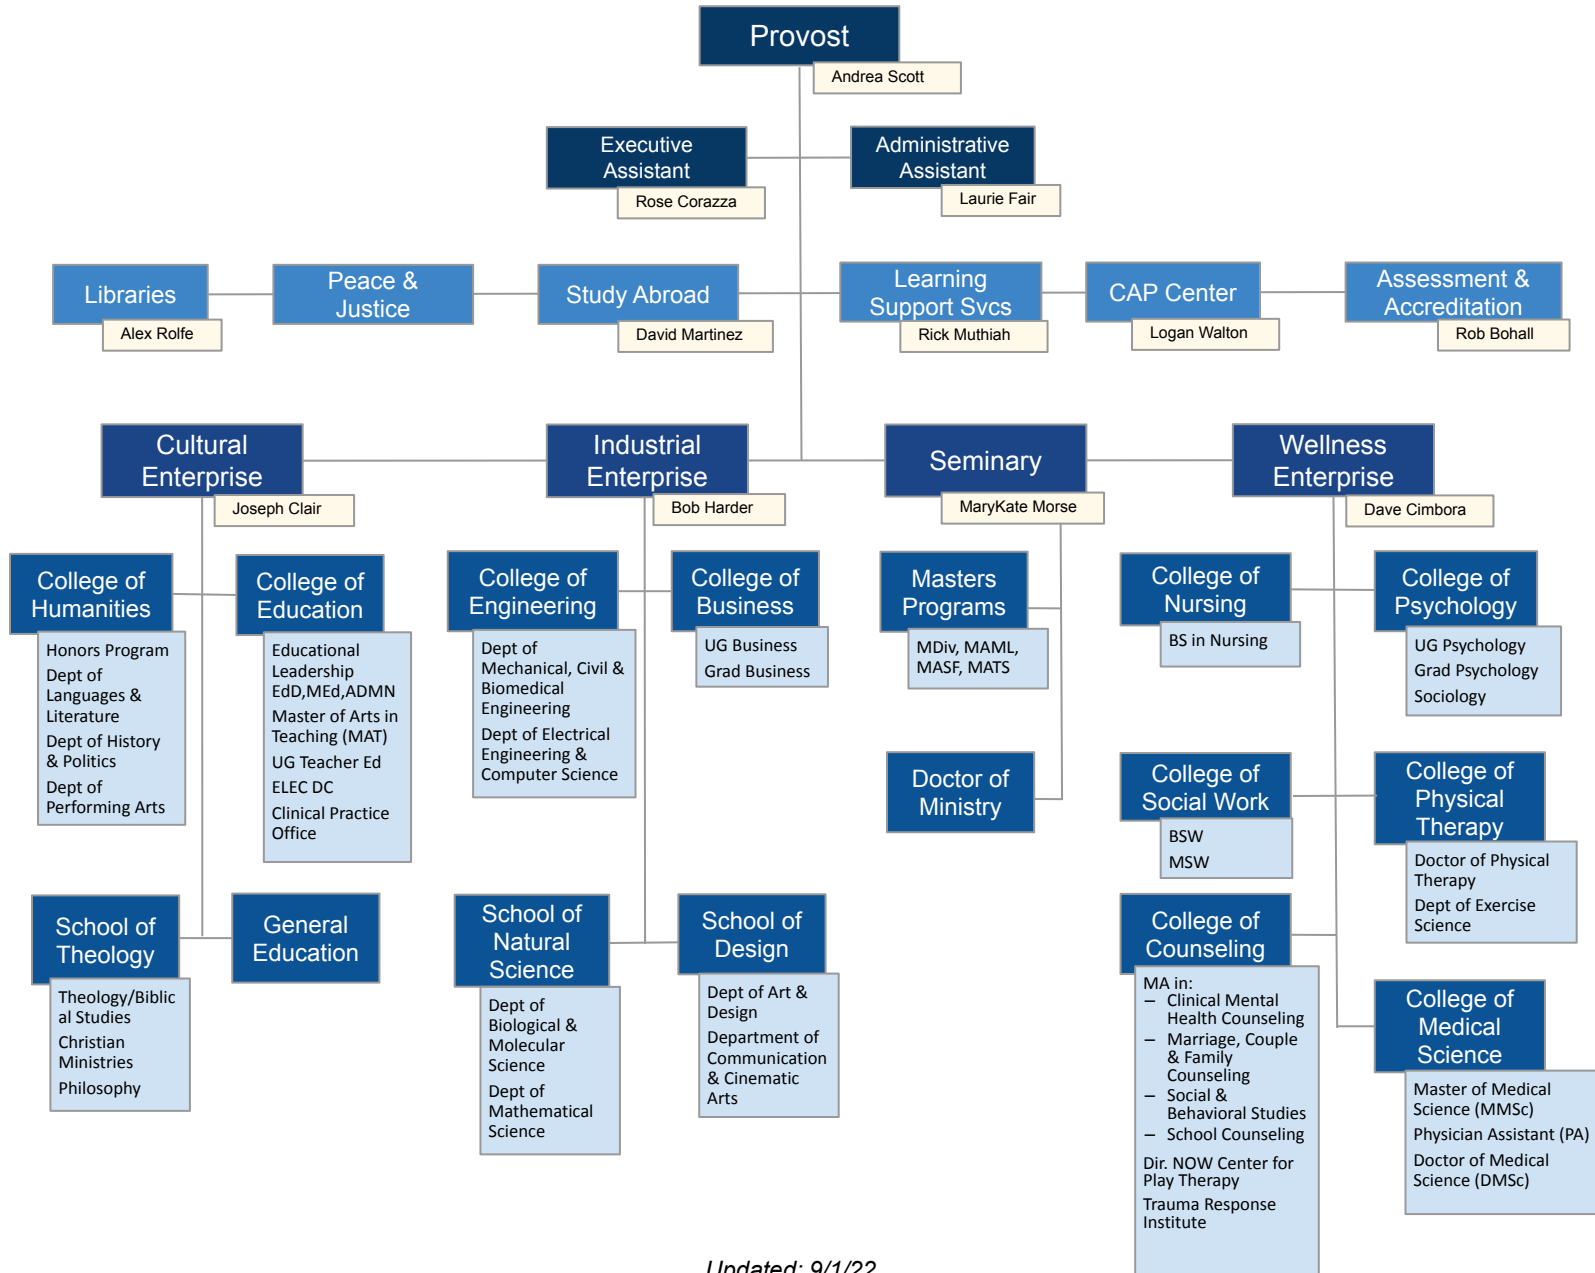 Provost
Andrea Scott
Executive
Assistant
Rose Corazza
Administrative
Assistant
Laurie Fair
Libraries
Alex Rolfe
Peace &
Justice
Study Abroad
David Martinez
Learning
Support Svcs
Rick Muthiah
CAP Center
Logan Walton
Assessment &
Accreditation
Rob Bohall
Cultural
Enterprise
Joseph Clair
Industrial
Enterprise
Bob Harder
Seminary
MaryKate Morse
Wellness
Enterprise
Dave Cimbora
College of
Humanities
Honors Program
Dept of
Languages &
Literature
Dept of History
& Politics
Dept of
Performing Arts
College of
Education
Educational
Leadership
EdD,MEd,ADMN
Master of Arts in
Teaching (MAT)
UG Teacher Ed
ELEC DC
Clinical Practice
Office
School of
Theology
Theology/Biblic
al Studies
Christian
Ministries
Philosophy
General
Education
College of
Engineering
Dept of
Mechanical, Civil &
Biomedical
Engineering
Dept of Electrical
Engineering &
Computer Science
College of
Business
UG Business
Grad Business
School of
Natural
Science
Dept of
Biological &
Molecular
Science
Dept of
Mathematical
Science
School of
Design
Dept of Art &
Design
Department of
Communication
& Cinematic
Arts
Masters
Programs
MDiv, MAML,
MASF, MATS
Doctor of
Ministry
College of
Nursing
BS in Nursing
College of
Psychology
UG Psychology
Grad Psychology
Sociology
College of
Social Work
BSW
MSW
College of
Physical
Therapy
Doctor of Physical
Therapy
Dept of Exercise
Science
College of
Counseling
MA in:
– Clinical Mental
Health Counseling
– Marriage, Couple
& Family
Counseling
– Social &
Behavioral Studies
– School Counseling
Dir. NOW Center for
Play Therapy
Trauma Response
Institute
College of
Medical
Science
Master of Medical
Science (MMSc)
Physician Assistant (PA)
Doctor of Medical
Science (DMSc)
Updated: 9/1/22